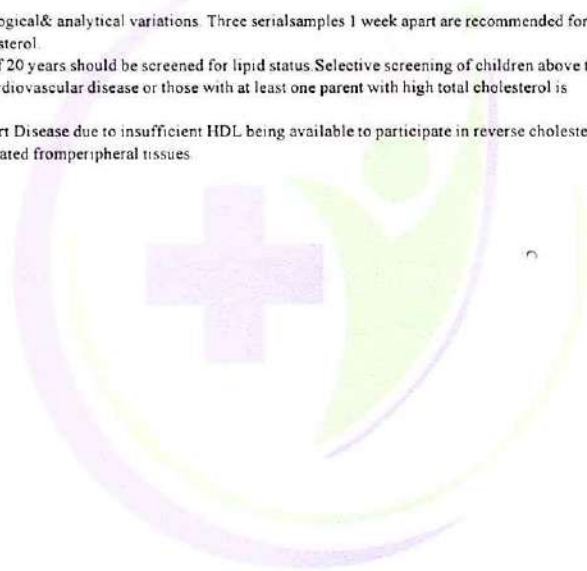 ogical& analytical variations. Three serialsamples 1 week apart are recommended for
sterol.
f 20 years should be screened for lipid status.Selective screening of children above t
rdiovascular disease or those with at least one parent with high total cholesterol is
rt Disease due to insufficient HDL being available to participate in reverse choleste
ated fromperipheral tissues.